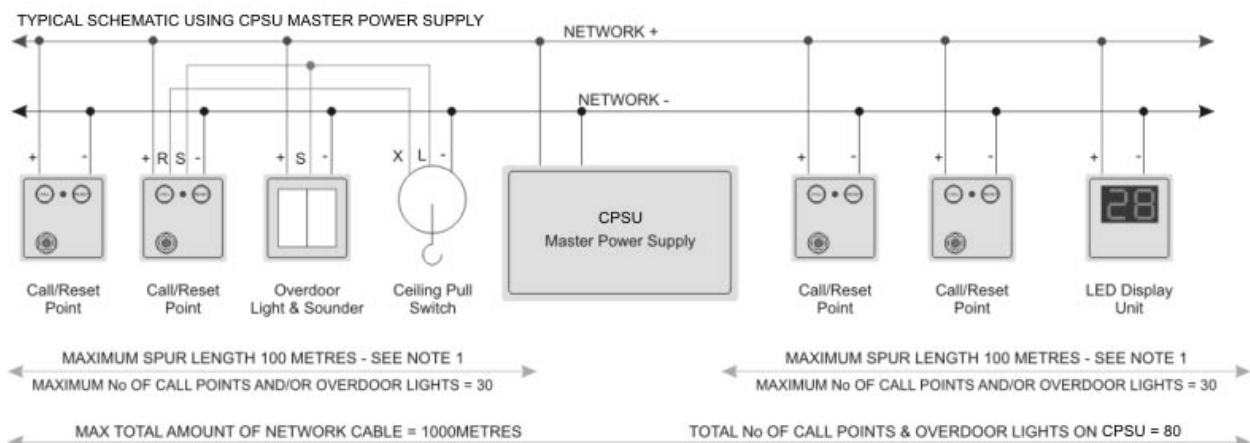 TYPICAL SCHEMATIC USING CPSU MASTER POWER SUPPLY
NETWORK +
NETWORK -
+ -
+ R S -
+ S -
X L -
+ -
+ -
+ -
CPSU
Master Power Supply
28
Call/Reset
Point
Call/Reset
Point
Overdoor
Light & Sounder
Ceiling Pull
Switch
Call/Reset
Point
Call/Reset
Point
LED Display
Unit
MAXIMUM SPUR LENGTH 100 METRES - SEE NOTE 1
MAXIMUM No OF CALL POINTS AND/OR OVERDOOR LIGHTS = 30
MAXIMUM SPUR LENGTH 100 METRES - SEE NOTE 1
MAXIMUM No OF CALL POINTS AND/OR OVERDOOR LIGHTS = 30
MAX TOTAL AMOUNT OF NETWORK CABLE = 1000METRES
TOTAL No OF CALL POINTS & OVERDOOR LIGHTS ON CPSU = 80